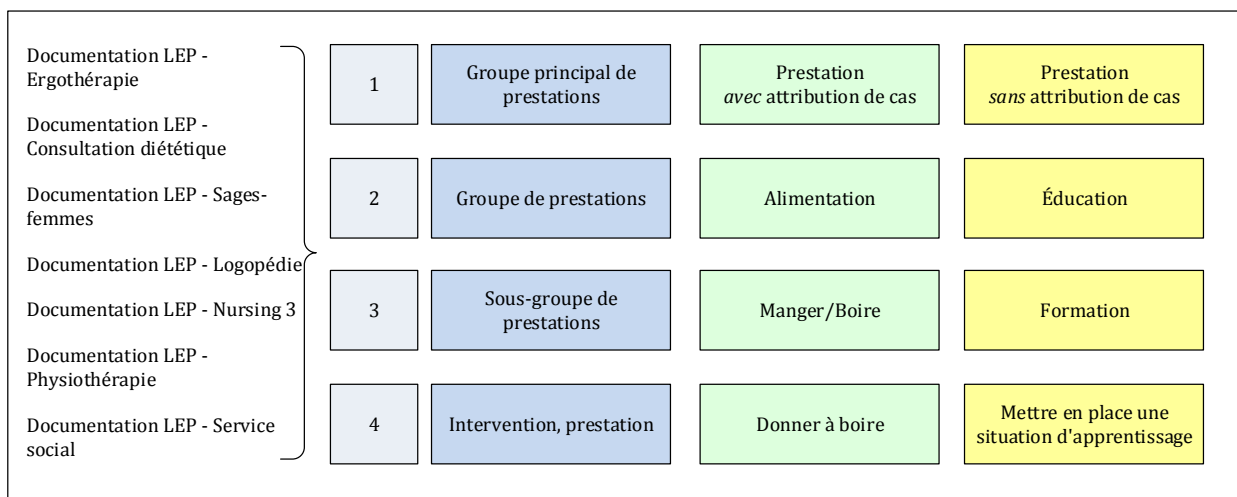 Documentation LEP -
Ergothérapie
Documentation LEP -
Consultation diététique
Documentation LEP - Sages-
femmes
Documentation LEP - Logopédie
Documentation LEP - Nursing 3
Documentation LEP -
Physiothérapie
Documentation LEP - Service
social
1
Groupe principal de
prestations
Prestation
avec attribution de cas
Prestation
sans attribution de cas
2
Groupe de prestations
Alimentation
Éducation
3
Sous-groupe de
prestations
Manger/Boire
Formation
4
Intervention, prestation
Donner à boire
Mettre en place une
situation d'apprentissage